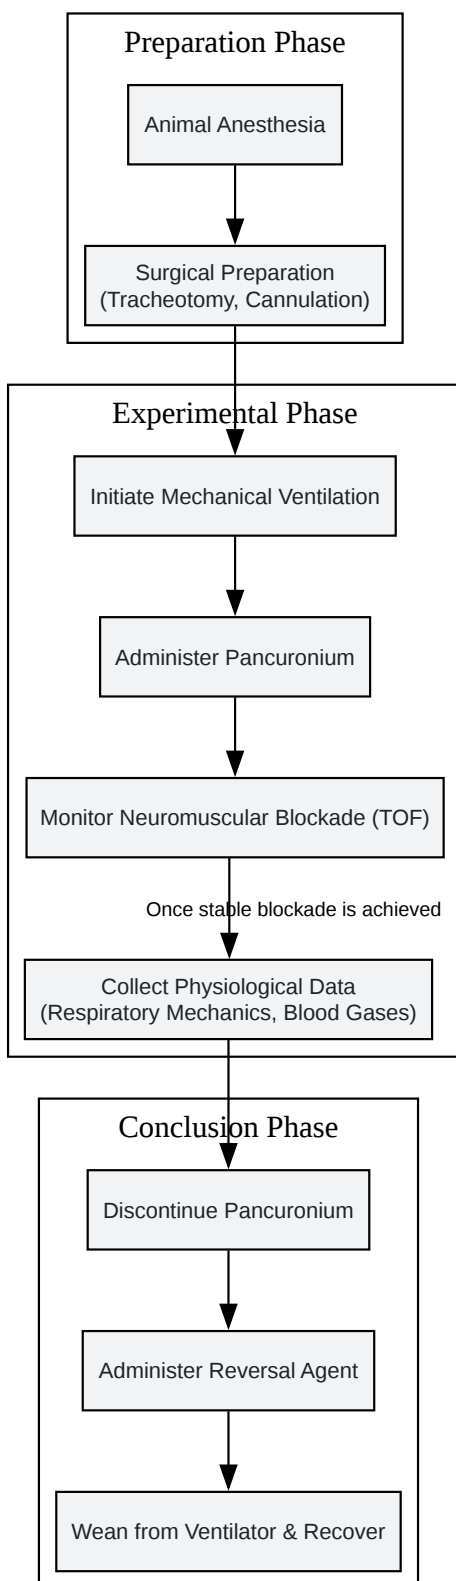 Preparation Phase
Animal Anesthesia
Surgical Preparation
(Tracheotomy, Cannulation)
Experimental Phase
Initiate Mechanical Ventilation
Administer Pancuronium
Monitor Neuromuscular Blockade (TOF)
Once stable blockade is achieved
Collect Physiological Data
(Respiratory Mechanics, Blood Gases)
Conclusion Phase
Discontinue Pancuronium
Administer Reversal Agent
Wean from Ventilator & Recover